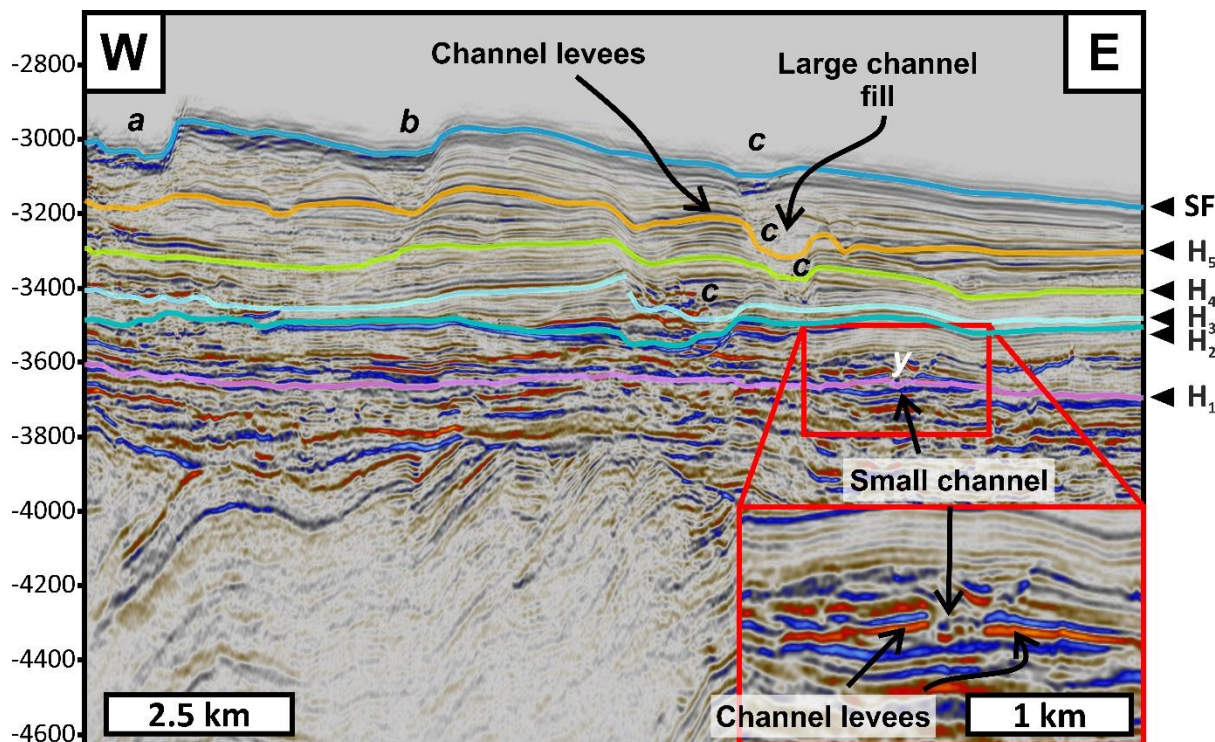 W
E
Channel levees
Large channel
fill
-2800
-3000
-3200
-3400
-3600
-3800
-4000
-4200
-4400
-4600
a
b
c
c
c
c
y
SF
H5
H4
H3
H2
H1
Small channel
Channel levees
2.5 km
1 km